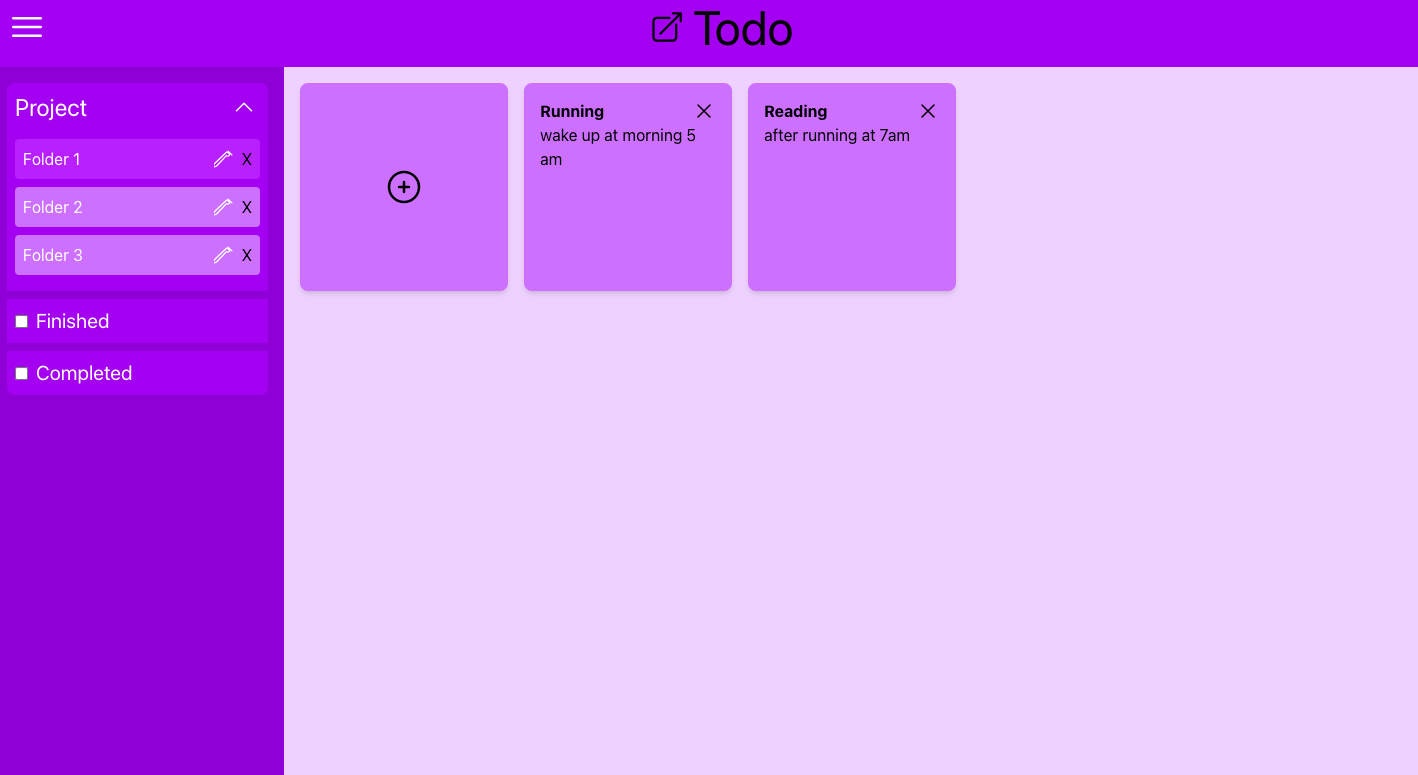 Todo
Project
Folder 1 X
Folder 2 X
Folder 3 X
Finished
Completed
Running
wake up at morning 5
am
Reading
after running at 7am